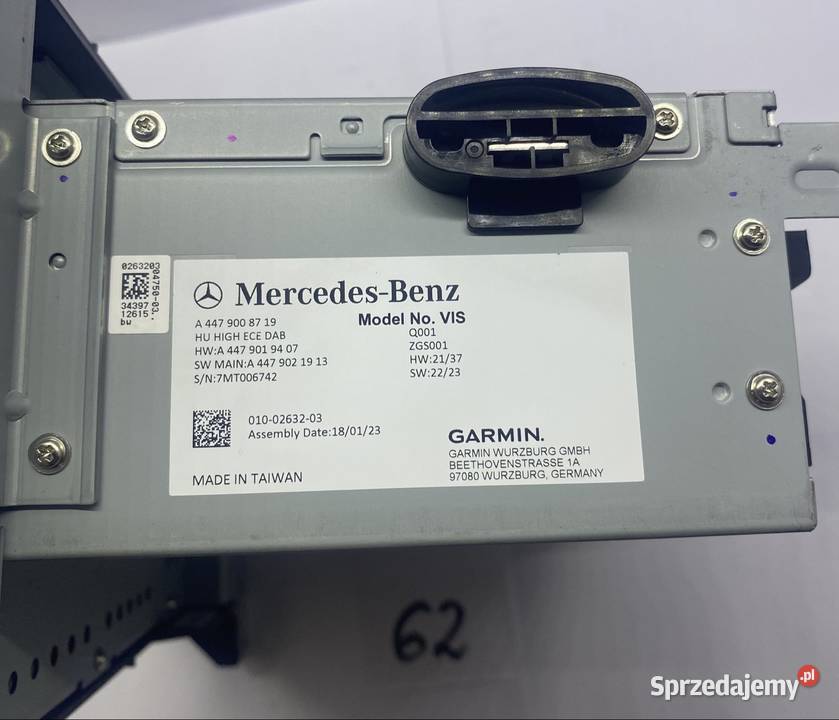 0263203
04750-03.
34397
12615
bw
Mercedes-Benz
Model No. VIS
A 447 900 87 19
HU HIGH ECE DAB
HW:A 447 901 94 07
SW MAIN:A 447 902 19 13
S/N:7MT006742
Q001
ZGS001
HW:21/37
SW:22/23
010-02632-03
Assembly Date:18/01/23
MADE IN TAIWAN
GARMIN.
GARMIN WURZBURG GMBH
BEETHOVENSTRASSE 1A
97080 WURZBURG, GERMANY
62
Sprzedajemy.pl